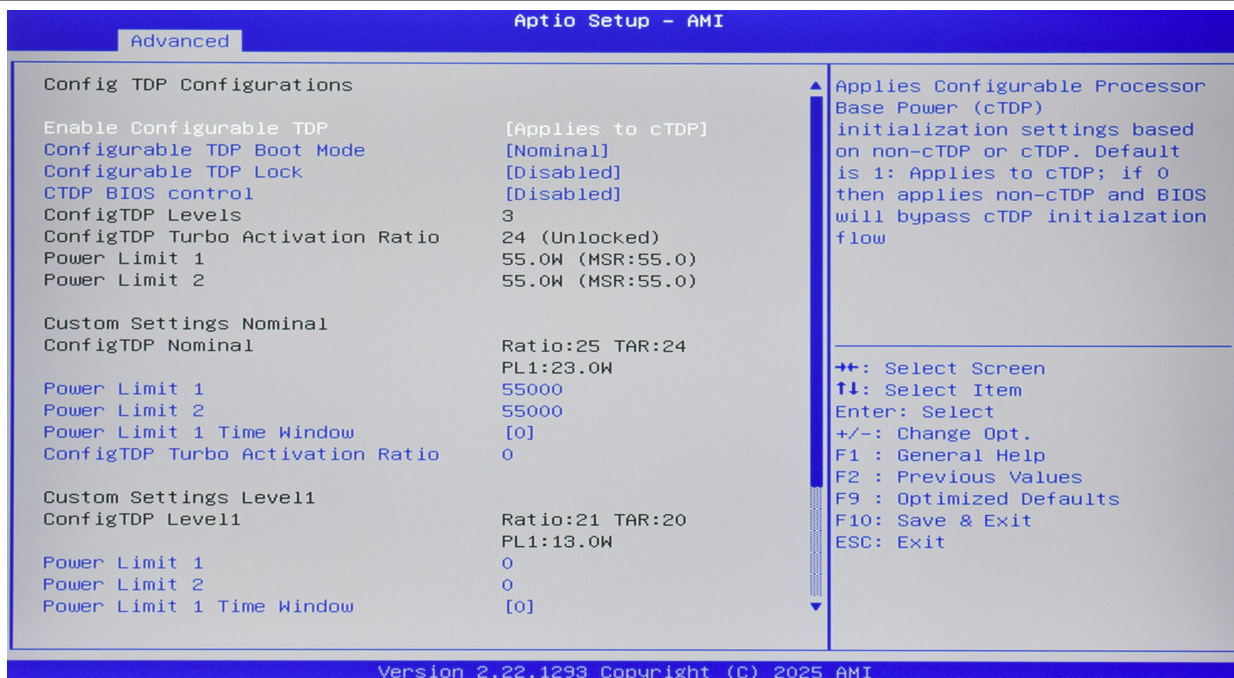 Aptio Setup – AMI
Advanced
Config TDP Configurations
Enable Configurable TDP [Applies to cTDP]
Configurable TDP Boot Mode [Nominal]
Configurable TDP Lock [Disabled]
CTDP BIOS control [Disabled]
ConfigTDP Levels 3
ConfigTDP Turbo Activation Ratio 24 (Unlocked)
Power Limit 1 55.0W (MSR:55.0)
Power Limit 2 55.0W (MSR:55.0)
Custom Settings Nominal
ConfigTDP Nominal Ratio:25 TAR:24
PL1:23.0W
Power Limit 1 55000
Power Limit 2 55000
Power Limit 1 Time Window [0]
ConfigTDP Turbo Activation Ratio 0
Custom Settings Level1
ConfigTDP Level1 Ratio:21 TAR:20
PL1:13.0W
Power Limit 1 0
Power Limit 2 0
Power Limit 1 Time Window [0]
Applies Configurable Processor
Base Power (cTDP)
initialization settings based
on non-cTDP or cTDP. Default
is 1: Applies to cTDP; if 0
then applies non-cTDP and BIOS
will bypass cTDP initialzation
flow
→←: Select Screen
↑↓: Select Item
Enter: Select
+/-: Change Opt.
F1 : General Help
F2 : Previous Values
F9 : Optimized Defaults
F10: Save & Exit
ESC: Exit
Version 2.22.1293 Copyright (C) 2025 AMI